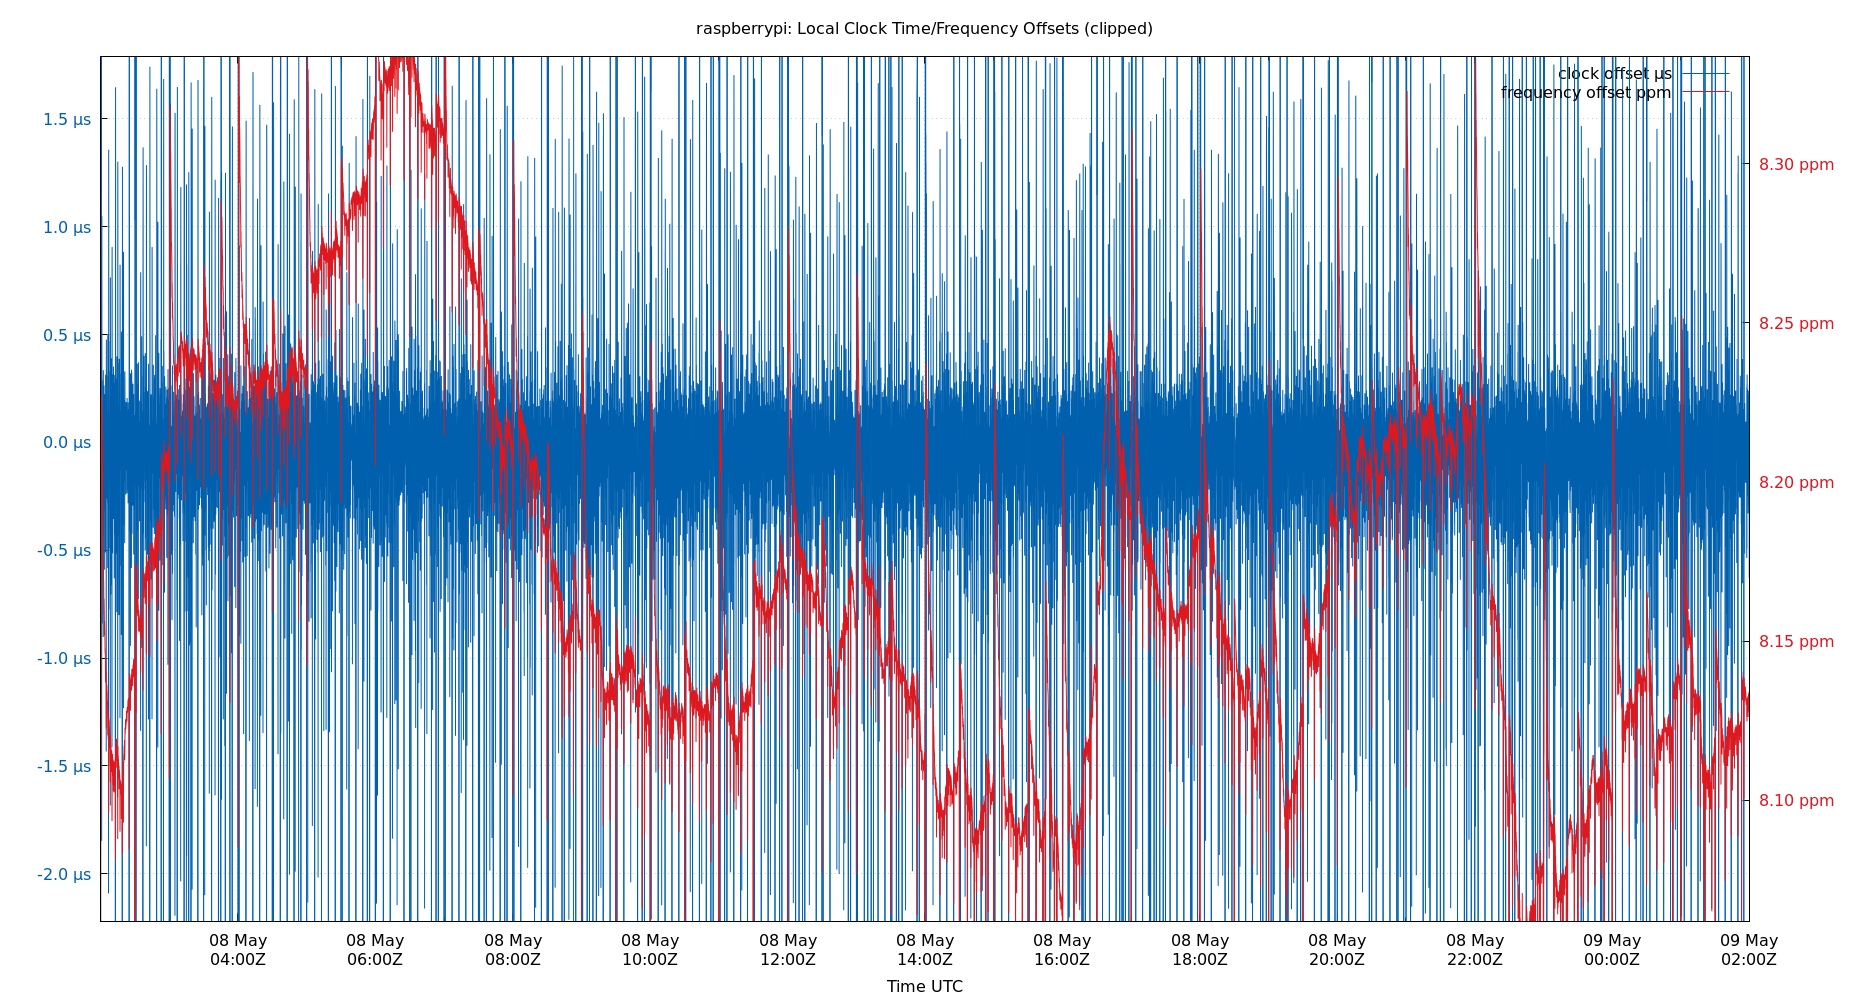 raspberrypi: Local Clock Time/Frequency Offsets (clipped)
clock offset µs
frequency offset ppm
1.5 µs
1.0 µs
0.5 µs
0.0 µs
-0.5 µs
-1.0 µs
-1.5 µs
-2.0 µs
8.30 ppm
8.25 ppm
8.20 ppm
8.15 ppm
8.10 ppm
08 May 08 May 08 May 08 May 08 May 08 May 08 May 08 May 08 May 08 May 09 May 09 May
04:00Z 06:00Z 08:00Z 10:00Z 12:00Z 14:00Z 16:00Z 18:00Z 20:00Z 22:00Z 00:00Z 02:00Z
Time UTC